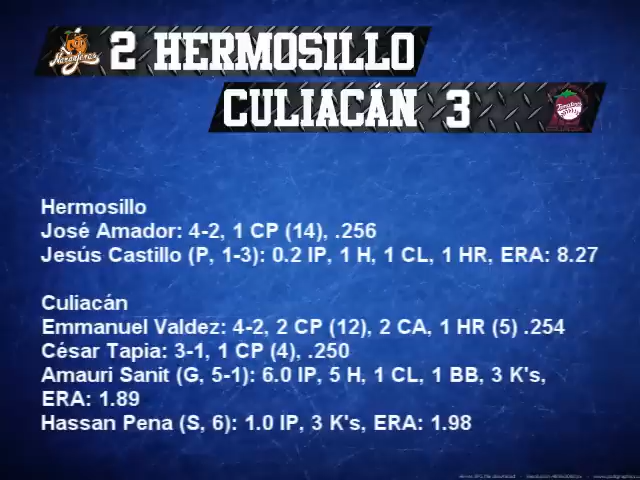 Naranjeros
2 HERMOSILLO
CULIACÁN 3
Hermosillo
José Amador: 4-2, 1 CP (14), .256
Jesús Castillo (P, 1-3): 0.2 IP, 1 H, 1 CL, 1 HR, ERA: 8.27
Culiacán
Emmanuel Valdez: 4-2, 2 CP (12), 2 CA, 1 HR (5) .254
César Tapia: 3-1, 1 CP (4), .250
Amauri Sanit (G, 5-1): 6.0 IP, 5 H, 1 CL, 1 BB, 3 K's,
ERA: 1.89
Hassan Pena (S, 6): 1.0 IP, 3 K's, ERA: 1.98